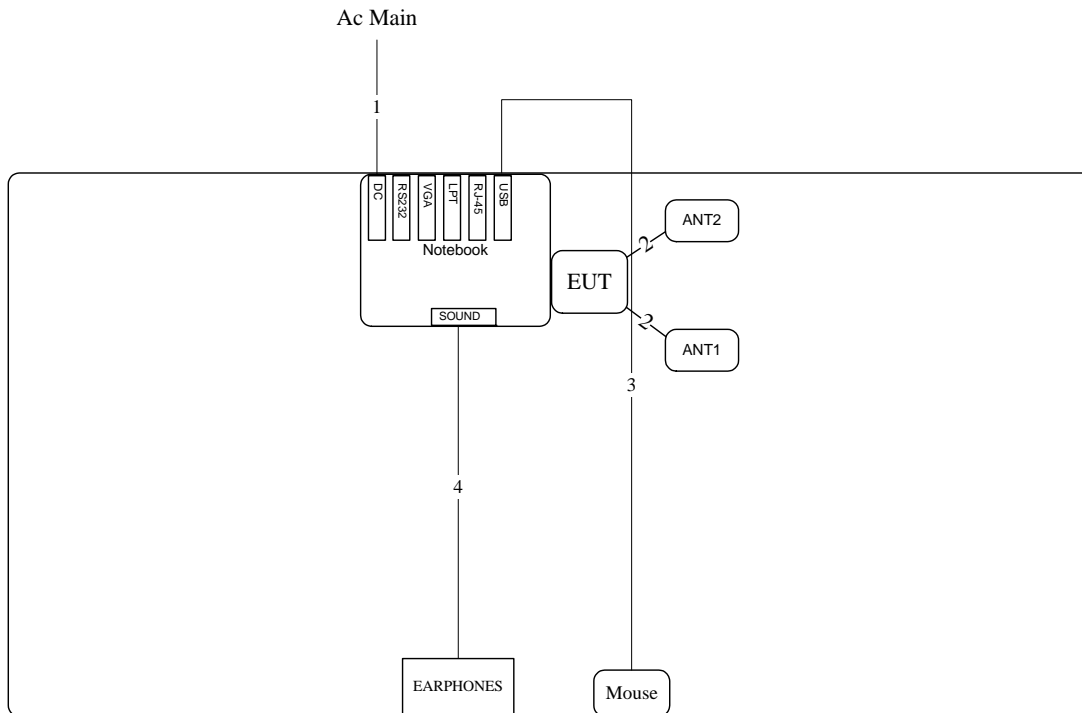 Ac Main
1
DC
RS232
VGA
LPT
RJ-45
USB
Notebook
ANT2
2
EUT
SOUND
2
ANT1
3
4
EARPHONES
Mouse